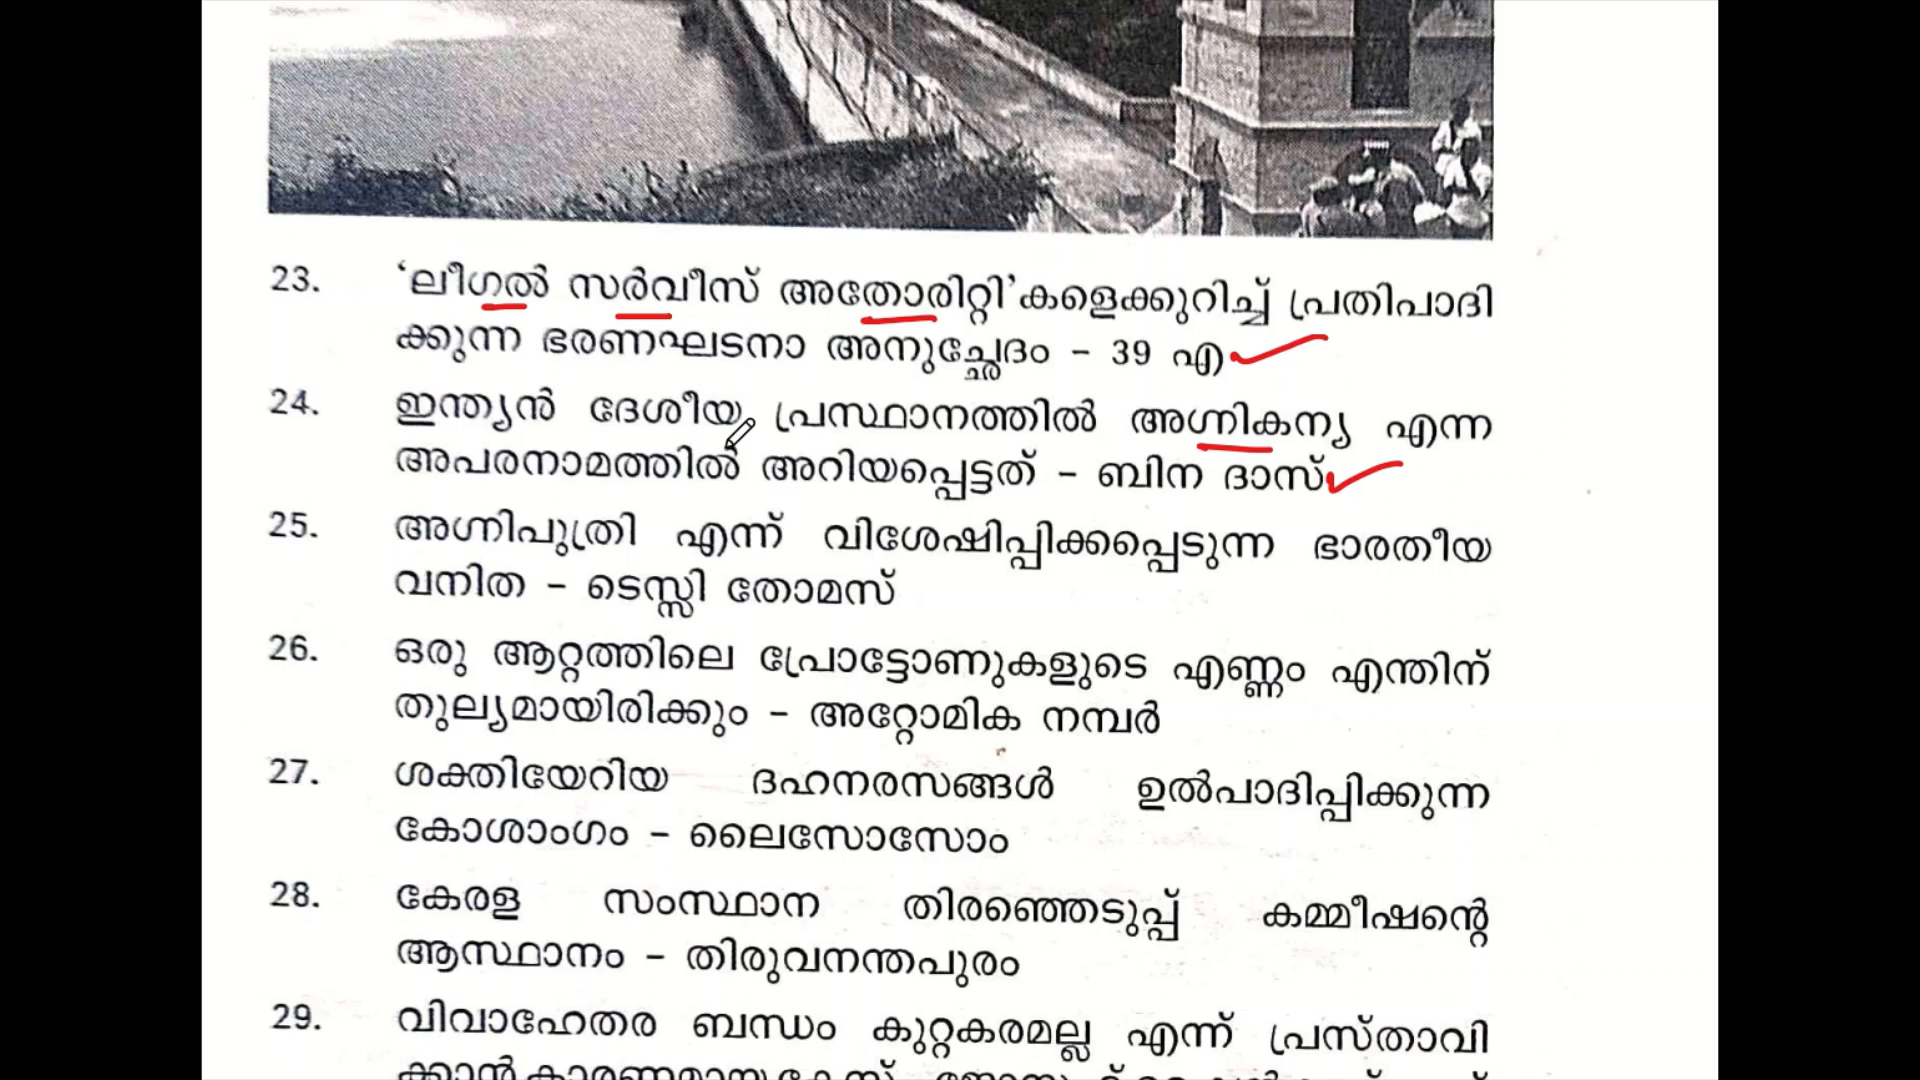 23. ‘ലീഗൽ സർവീസ് അതോരിറ്റി’കളെക്കുറിച്ച് പ്രതിപാദി
ക്കുന്ന ഭരണഘടനാ അനുച്ഛേദം – 39 എ
24. ഇന്ത്യൻ ദേശീയ പ്രസ്ഥാനത്തിൽ അഗ്നികന്യ എന്ന
അപരനാമത്തിൽ അറിയപ്പെട്ടത് – ബിന ദാസ്
25. അഗ്നിപുത്രി എന്ന് വിശേഷിപ്പിക്കപ്പെടുന്ന ഭാരതീയ
വനിത – ടെസ്സി തോമസ്
26. ഒരു ആറ്റത്തിലെ പ്രോട്ടോണുകളുടെ എണ്ണം എന്തിന്
തുല്യമായിരിക്കും – അറ്റോമിക നമ്പർ
27. ശക്തിയേറിയ ദഹനരസങ്ങൾ ഉൽപാദിപ്പിക്കുന്ന
കോശാംഗം – ലൈസോസോം
28. കേരള സംസ്ഥാന തിരഞ്ഞെടുപ്പ് കമ്മീഷന്റെ
ആസ്ഥാനം – തിരുവനന്തപുരം
29. വിവാഹേതര ബന്ധം കുറ്റകരമല്ല എന്ന് പ്രസ്താവി